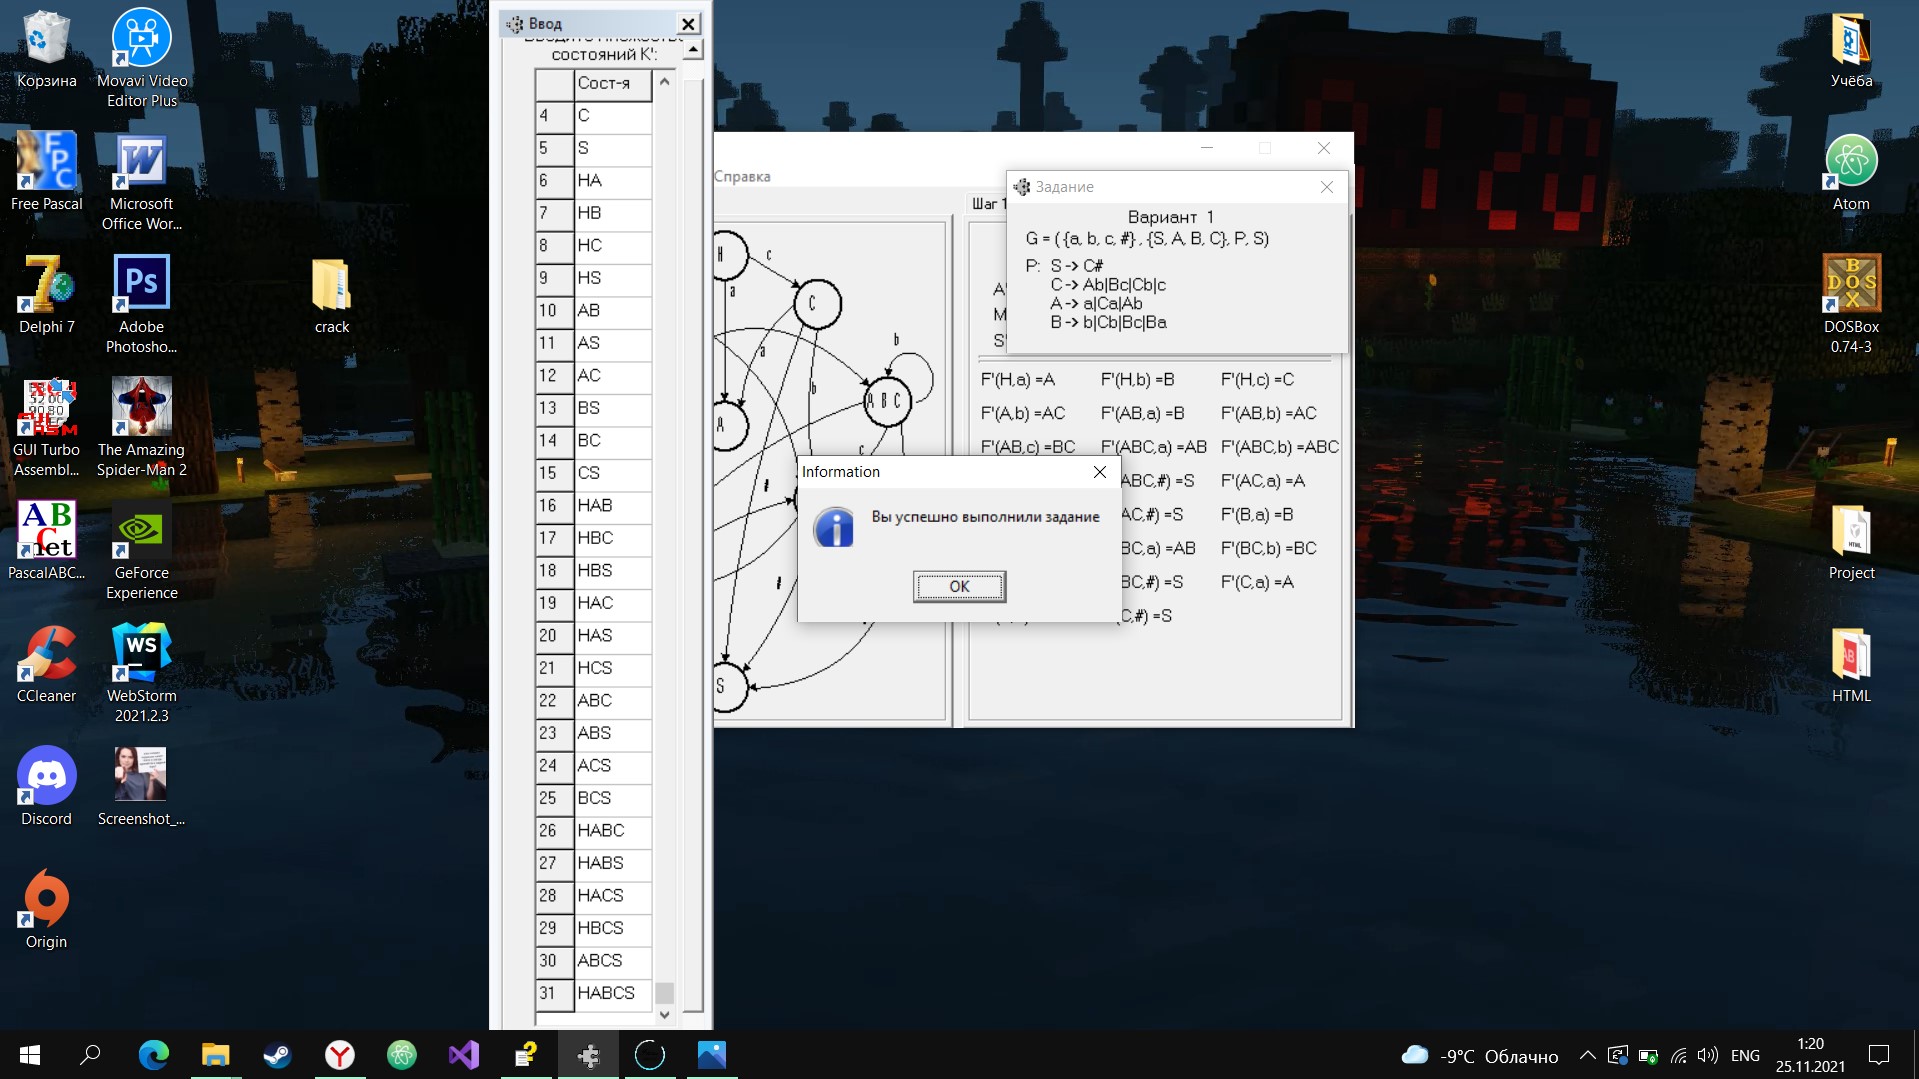 Корзина
Movavi Video
Editor Plus
Free Pascal
Microsoft
Office Wor...
Delphi 7
Adobe
Photosho...
crack
GUI Turbo
Assembl...
The Amazing
Spider-Man 2
PascalABC...
GeForce
Experience
CCleaner
WebStorm
2021.2.3
Discord
Screenshot_...
Origin
Ввод
состояний K':
Сост-я
4 C
5 S
6 HA
7 HB
8 HC
9 HS
10 AB
11 AS
12 AC
13 BS
14 BC
15 CS
16 HAB
17 HBC
18 HBS
19 HAC
20 HAS
21 HCS
22 ABC
23 ABS
24 ACS
25 BCS
26 HABC
27 HABS
28 HACS
29 HBCS
30 ABCS
31 HABCS
Справка
H
c
a
C
b
a
b
A B C
A
c
#
#
S
Шаг 1
Задание
Вариант 1
G = ( {a, b, c, #} , {S, A, B, C}, P, S)
P: S -> C#
C -> Ab|Bc|Cb|c
A -> a|Ca|Ab
B -> b|Cb|Bc|Ba
F'(H,a) =A F'(H,b) =B F'(H,c) =C
F'(A,b) =AC F'(AB,a) =B F'(AB,b) =AC
F'(AB,c) =BC F'(ABC,a) =AB F'(ABC,b) =ABC
ABC,#) =S F'(AC,a) =A
AC,#) =S F'(B,a) =B
BC,a) =AB F'(BC,b) =BC
BC,#) =S F'(C,a) =A
C,#) =S
Information
Вы успешно выполнили задание
OK
Учёба
Atom
DOSBox
0.74-3
Project
HTML
-9°C Облачно
ENG
1:20
25.11.2021